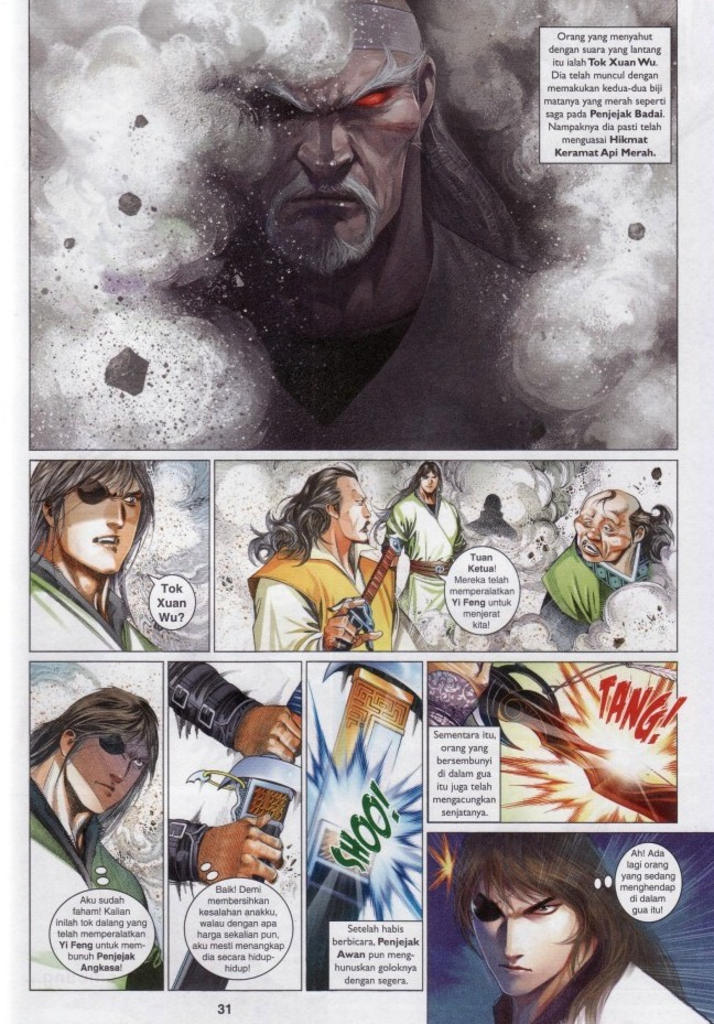 Orang yang menyahut
dengan suara yang lantang
itu ialah Tok Xuan Wu.
Dia telah muncul dengan
memakukan kedua-dua biji
matanya yang merah seperti
saga pada Penjejak Badai.
Nampaknya dia pasti telah
menguasai Hikmat
Keramat Api Merah.
Tok
Xuan
Wu?
Tuan
Ketua!
Mereka telah
memperalatkan
Yi Feng untuk
menjerat
kita!
Aku sudah
faham! Kalian
inilah tok dalang yang
telah memperalatkan
Yi Feng untuk mem-
bunuh Penjejak
Angkasa!
Baik! Demi
membersihkan
kesalahan anakku,
walau dengan apa
harga sekalian pun,
aku mesti menangkap
dia secara hidup-
hidup!
SHOO!
Setelah habis
berbicara, Penjejak
Awan pun meng-
hunuskan goloknya
dengan segera.
TANG!
Sementara itu,
orang yang
bersembunyi
di dalam gua
itu juga telah
mengacungkan
senjatanya.
Ah! Ada
lagi orang
yang sedang
menghendap
di dalam
gua itu!
31